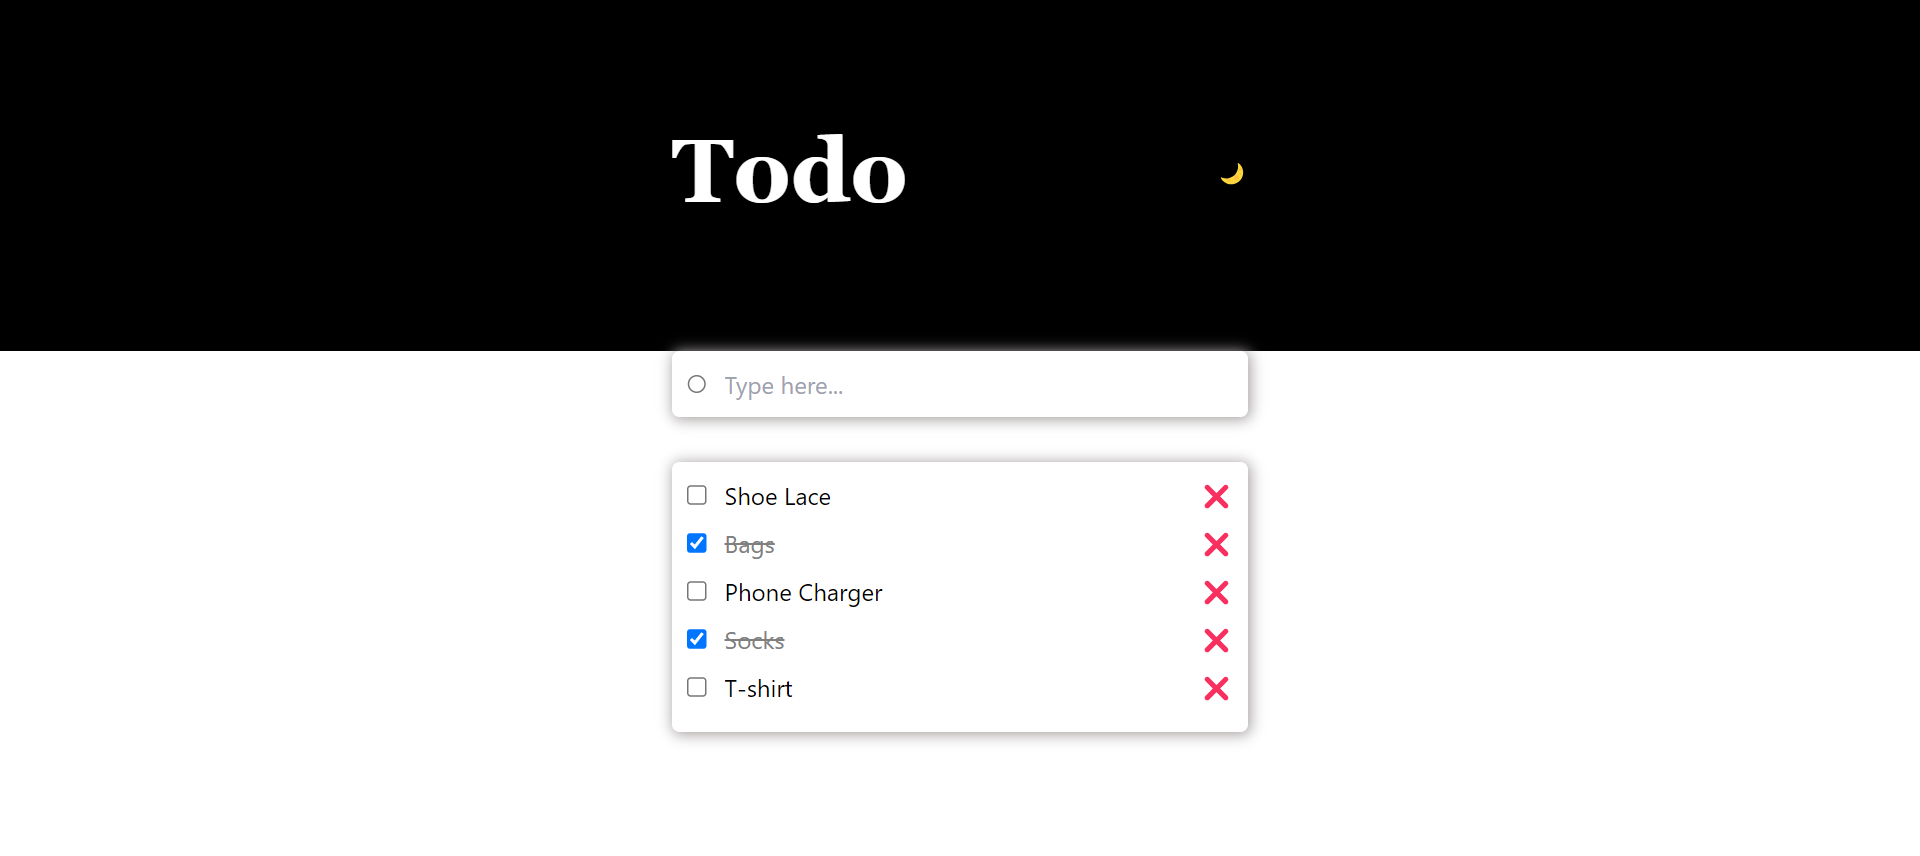 Todo
Type here...
Shoe Lace
Bags
Phone Charger
Socks
T-shirt